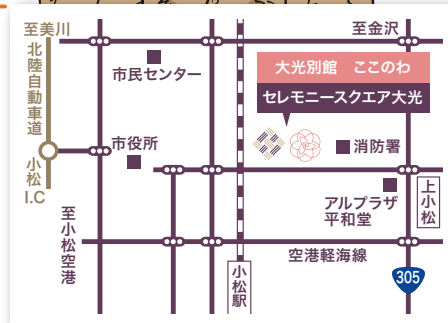 至美川
至金沢
北陸自動車道
市民センター
大光別館　ここのわ
セレモニースクエア大光
市役所
消防署
小松
I.C
アルプラザ
平和堂
上小松
至小松空港
空港軽海線
小松駅
305